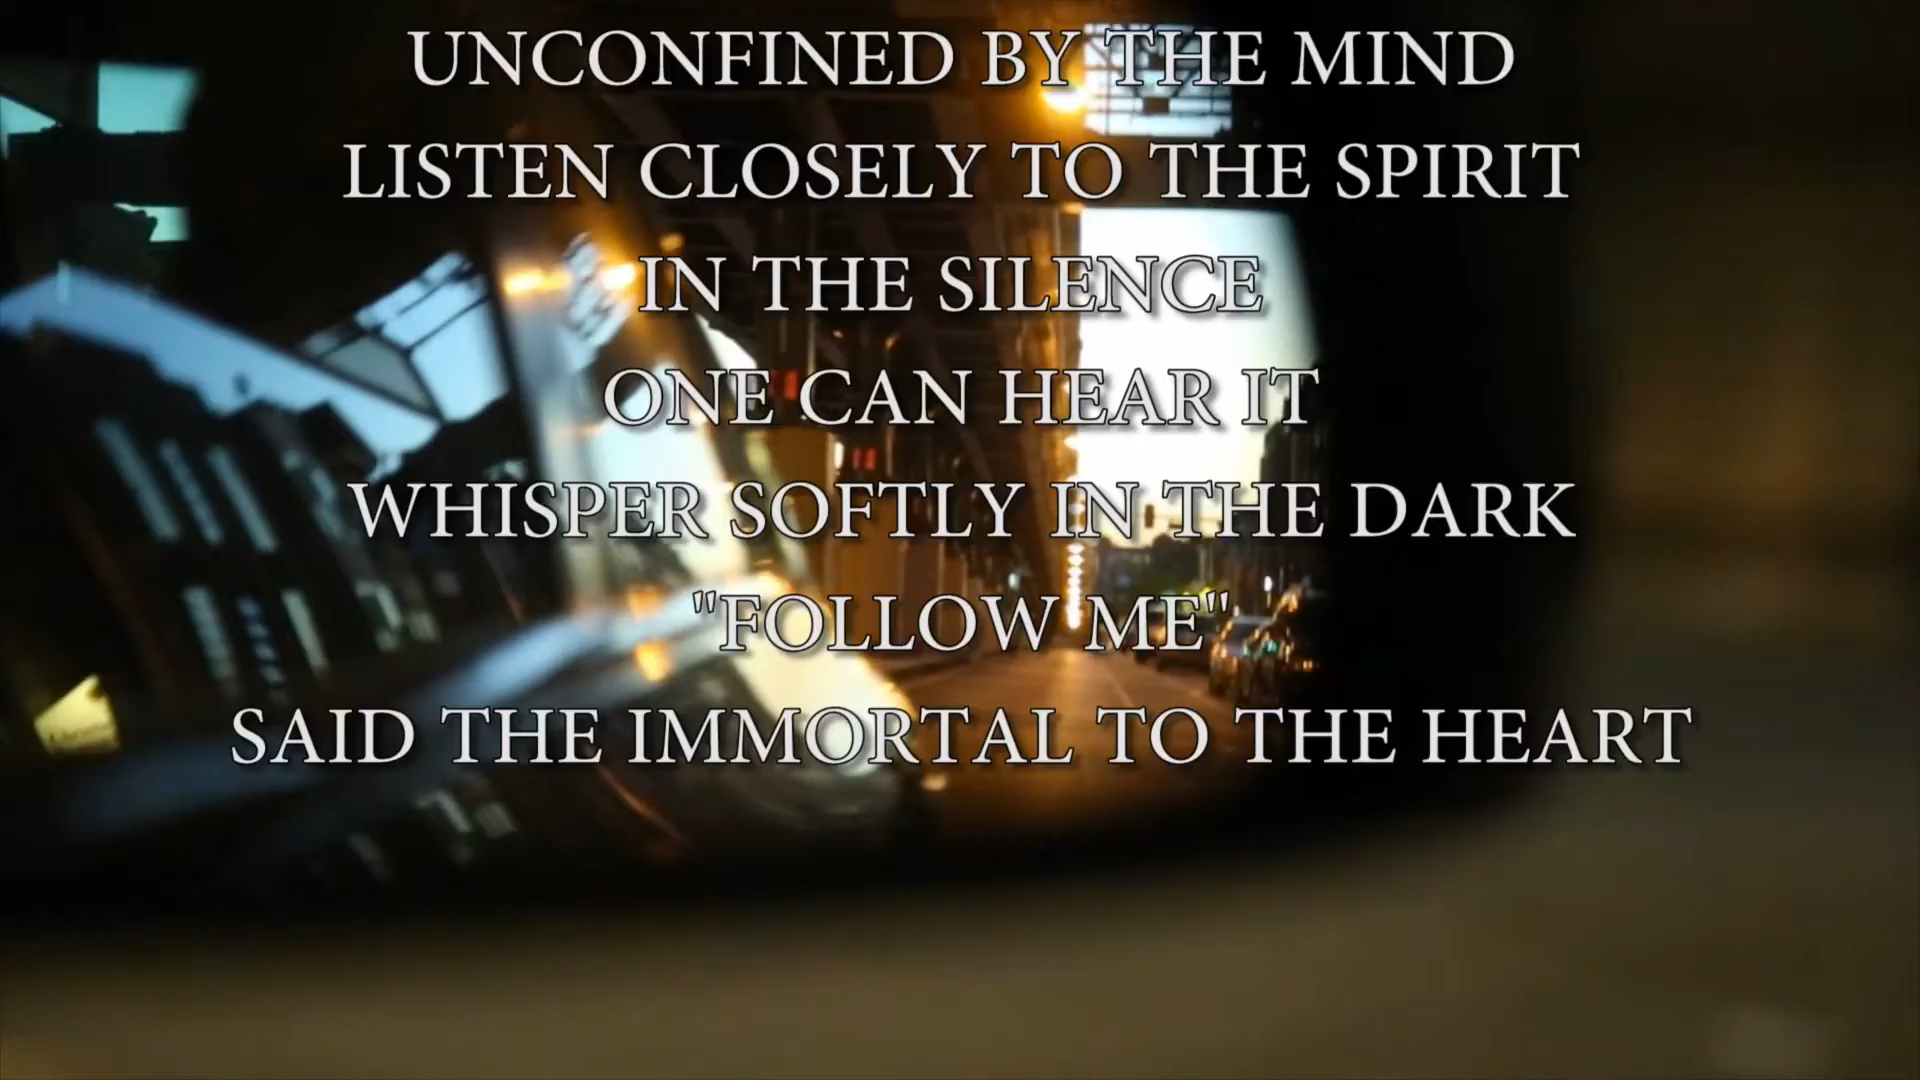 UNCONFINED BY THE MIND
LISTEN CLOSELY TO THE SPIRIT
IN THE SILENCE
ONE CAN HEAR IT
WHISPER SOFTLY IN THE DARK
"FOLLOW ME"
SAID THE IMMORTAL TO THE HEART